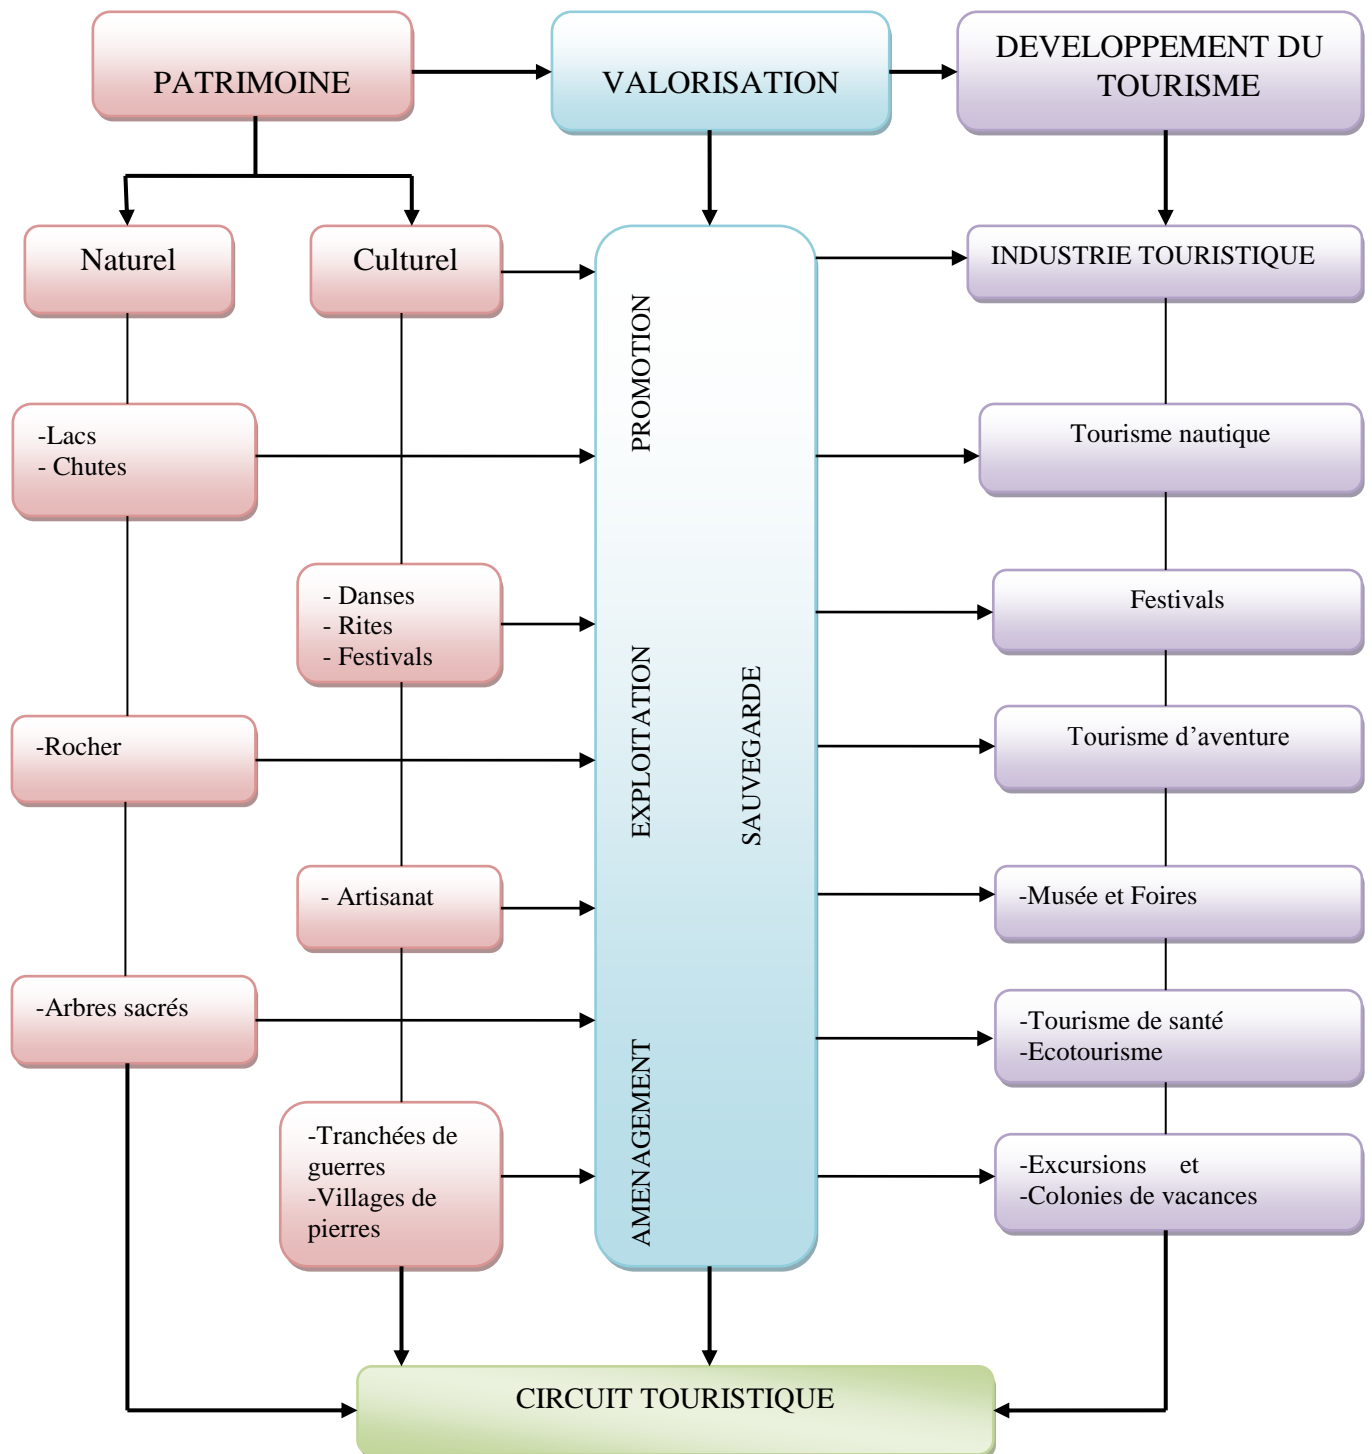 PATRIMOINE
VALORISATION
DEVELOPPEMENT DU
TOURISME
Naturel
Culturel
INDUSTRIE TOURISTIQUE
-Lacs
- Chutes
- Danses
- Rites
- Festivals
-Rocher
- Artisanat
-Arbres sacrés
-Tranchées de
guerres
-Villages de
pierres
PROMOTION
EXPLOITATION
AMENAGEMENT
SAUVEGARDE
Tourisme nautique
Festivals
Tourisme d’aventure
-Musée et Foires
-Tourisme de santé
-Ecotourisme
-Excursions et
-Colonies de vacances
CIRCUIT TOURISTIQUE